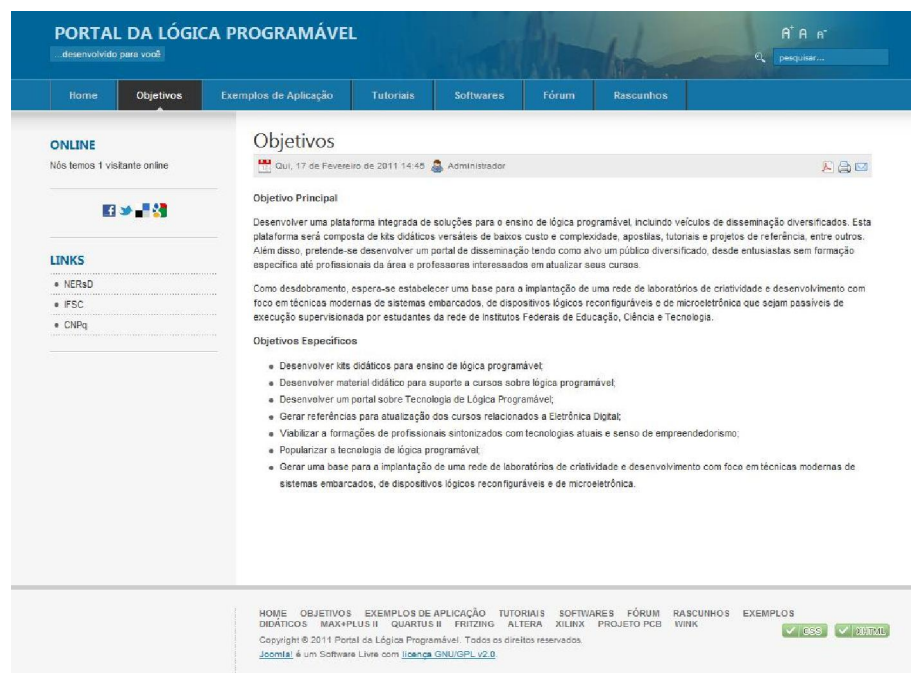 PORTAL DA LÓGICA PROGRAMÁVEL
...desenvolvido para você
A+ A A-
pesquisar...
Home Objetivos Exemplos de Aplicação Tutoriais Softwares Fórum Rascunhos
ONLINE
Nós temos 1 visitante online
LINKS
NERsD
IFSC
CNPq
Objetivos
Qui, 17 de Fevereiro de 2011 14:45 Administrador
Objetivo Principal
Desenvolver uma plataforma integrada de soluções para o ensino de lógica programável, incluindo veículos de disseminação diversificados. Esta
plataforma será composta de kits didáticos versáteis de baixos custo e complexidade, apostilas, tutoriais e projetos de referência, entre outros.
Além disso, pretende-se desenvolver um portal de disseminação tendo como alvo um público diversificado, desde entusiastas sem formação
específica até profissionais da área e professores interessados em atualizar seus cursos.
Como desdobramento, espera-se estabelecer uma base para a implantação de uma rede de laboratórios de criatividade e desenvolvimento com
foco em técnicas modernas de sistemas embarcados, de dispositivos lógicos reconfiguráveis e de microeletrônica que sejam passíveis de
execução supervisionada por estudantes da rede de Institutos Federais de Educação, Ciência e Tecnologia.
Objetivos Específicos
Desenvolver kits didáticos para ensino de lógica programável;
Desenvolver material didático para suporte a cursos sobre lógica programável;
Desenvolver um portal sobre Tecnologia de Lógica Programável;
Gerar referências para atualização dos cursos relacionados a Eletrônica Digital;
Viabilizar a formações de profissionais sintonizados com tecnologias atuais e senso de empreendedorismo;
Popularizar a tecnologia de lógica programável;
Gerar uma base para a implantação de uma rede de laboratórios de criatividade e desenvolvimento com foco em técnicas modernas de
sistemas embarcados, de dispositivos lógicos reconfiguráveis e de microeletrônica.
HOME OBJETIVOS EXEMPLOS DE APLICAÇÃO TUTORIAIS SOFTWARES FÓRUM RASCUNHOS EXEMPLOS
DIDÁTICOS MAX+PLUS II QUARTUS II FRITZING ALTERA XILINX PROJETO PCB WINK
Copyright © 2011 Portal da Lógica Programável. Todos os direitos reservados.
Joomla! é um Software Livre com licença GNU/GPL v2.0.
CSS XHTML